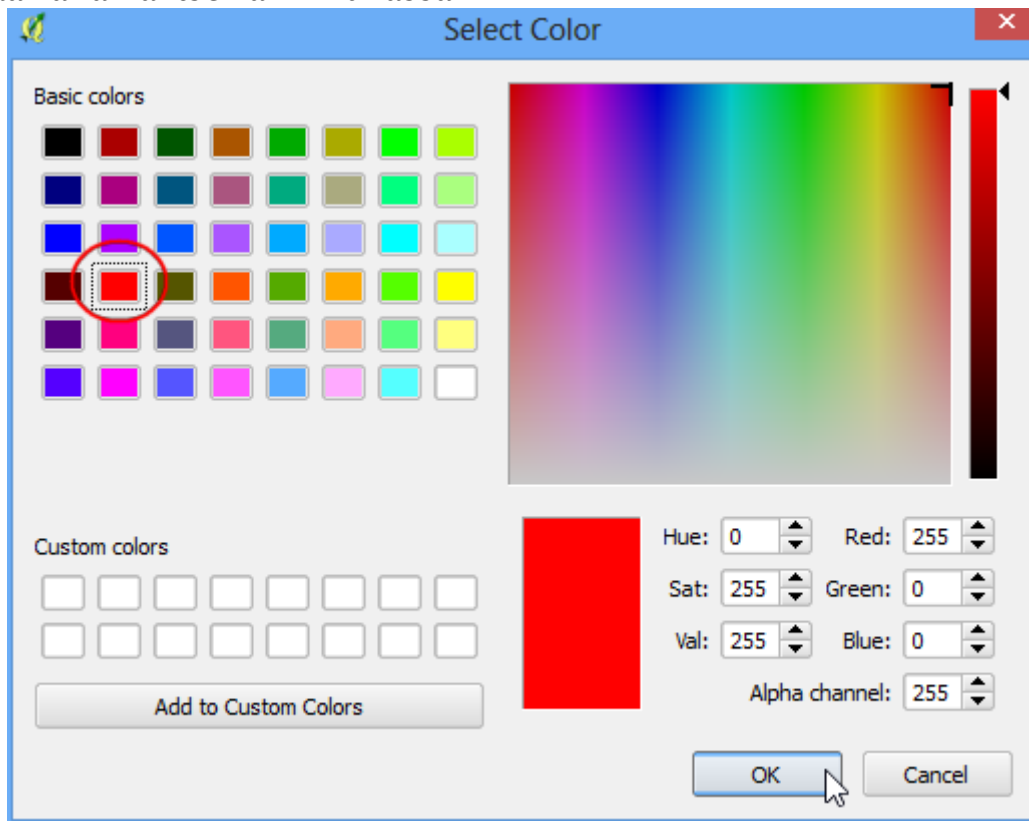 Select Color
Basic colors
Custom colors
Add to Custom Colors
Hue: 0 Red: 255
Sat: 255 Green: 0
Val: 255 Blue: 0
Alpha channel: 255
OK Cancel